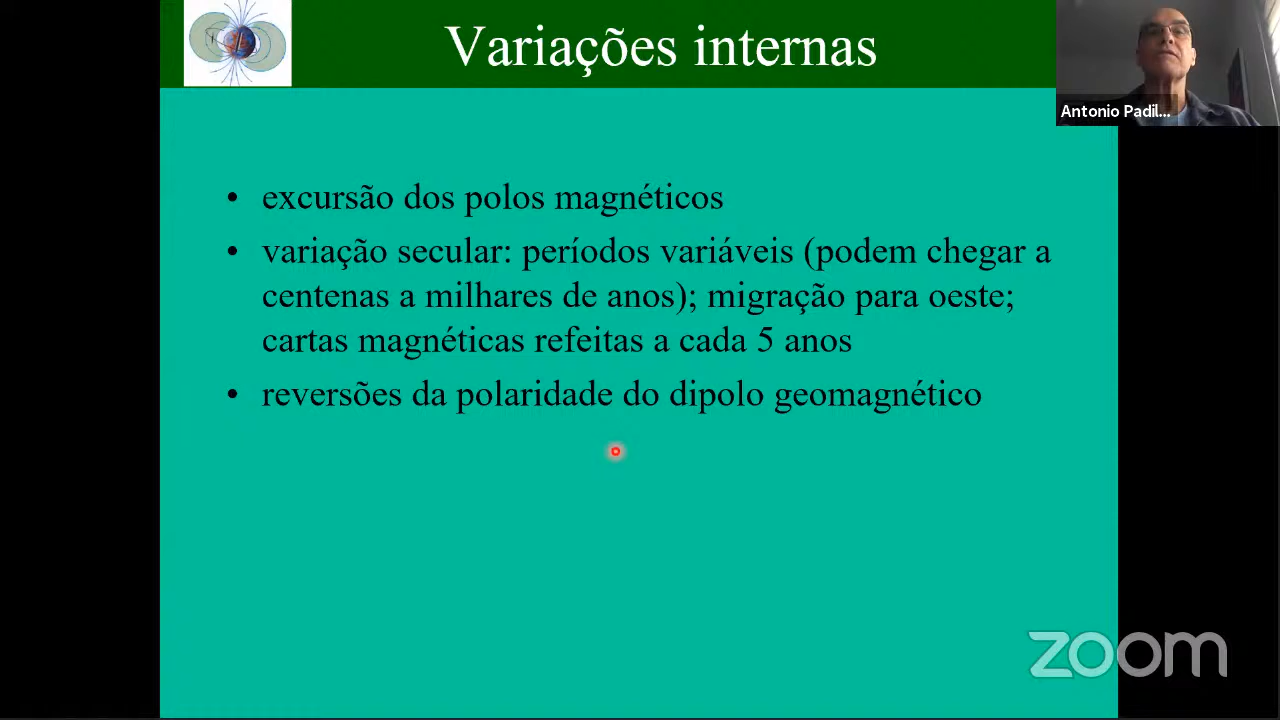 Variações internas
Antonio Padil...
• excursão dos polos magnéticos
• variação secular: períodos variáveis (podem chegar a
centenas a milhares de anos); migração para oeste;
cartas magnéticas refeitas a cada 5 anos
• reversões da polaridade do dipolo geomagnético
zoom